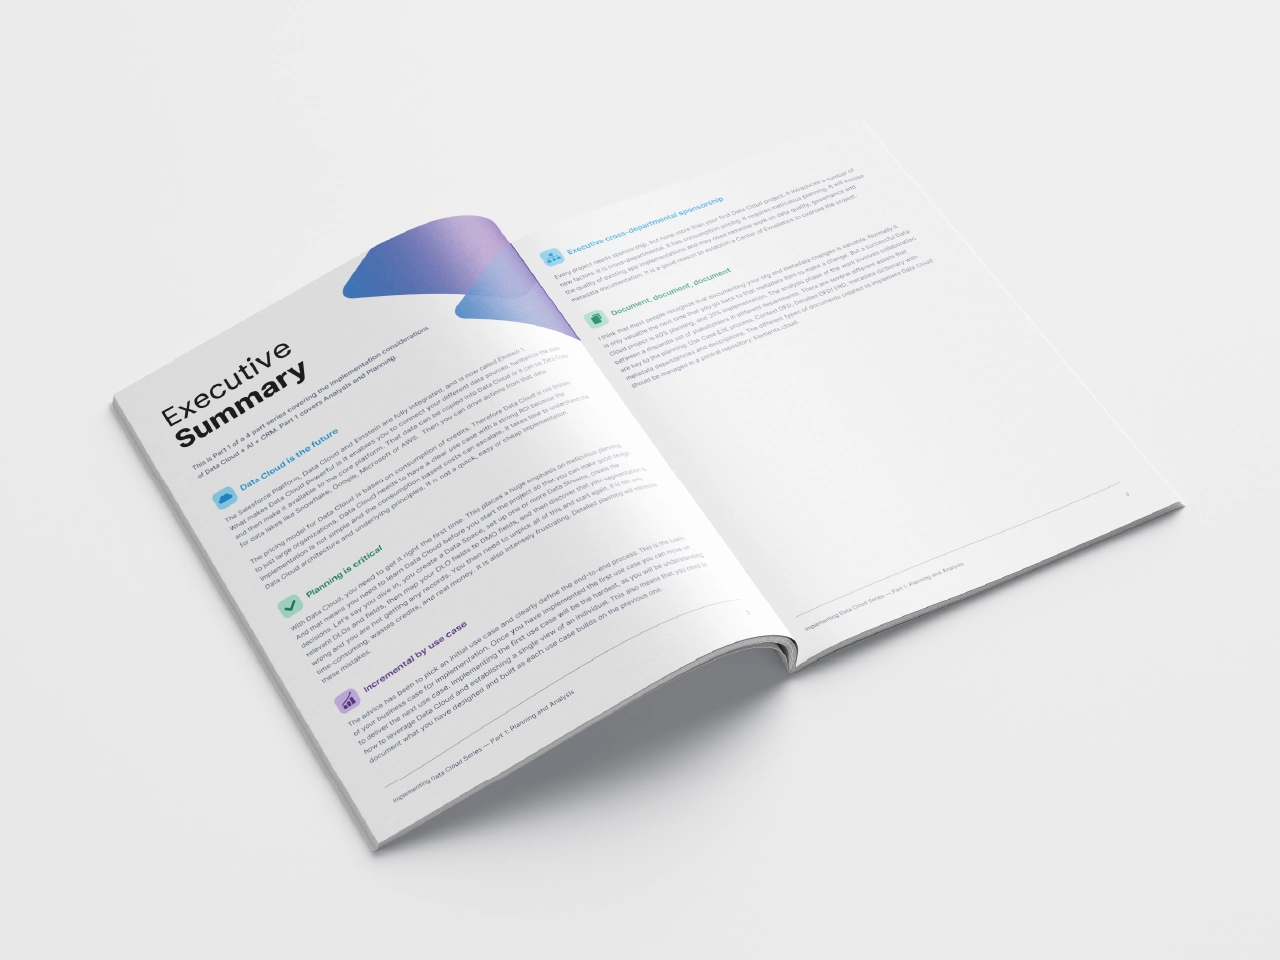 Executive
Summary
This is Part 1 of a 4 part series covering the implementation considerations
of Data Cloud + AI + CRM. Part 1 covers Analysis and Planning.
Data Cloud is the future
The Salesforce Platform, Data Cloud and Einstein are fully integrated, and is now called Einstein 1.
What makes Data Cloud powerful is it enables you to connect your different data sources, harmonize the data
and then make it available to the core platform. That data can be copied into Data Cloud or it can be Zero Copy
for data lakes like Snowflake, Google, Microsoft or AWS. Then you can drive actions from that data.
The pricing model for Data Cloud is based on consumption of credits. Therefore Data Cloud is not limited
to just large organizations. Data Cloud needs to have a clear use case with a strong ROI because the
implementation is not simple and the consumption based costs can escalate. It takes time to understand the
Data Cloud architecture and underlying principles. It is not a quick, easy or cheap implementation.
Planning is critical
With Data Cloud, you need to get it right the first time. This places a huge emphasis on meticulous planning.
And that means you need to learn Data Cloud before you start the project so that you can make good design
decisions. Let's say you dive in, you create a Data Space, set up one or more Data Streams, create the
relevant DLOs and fields, then map your DLO fields to DMO fields, and then discover that your segmentation is
wrong and you are not getting any records. You then need to unpick all of this and start again. It is
time-consuming, wastes credits, and real money. It is also intensely frustrating. Detailed planning will minimize
these mistakes.
Incremental by use case
The advice has been to pick an initial use case and clearly define the end-to-end process. This is the basis
of your business case for implementation. Once you have implemented the first use case you can move on
to deliver the next use case. Implementing the first use case will be the hardest, as you will be understanding
how to leverage Data Cloud and establishing a single view of an individual. This also means that you need to
document what you have designed and built as each use case builds on the previous one.
Implementing Data Cloud Series — Part 1: Planning and Analysis
Executive cross-departmental sponsorship
Every project needs sponsorship, but none more than your first Data Cloud project. It introduces a number of
new factors. It is cross-departmental. It has consumption pricing. It requires meticulous planning. It will expose
the quality of existing app implementations and may need remedial work on data quality, governance and
metadata documentation. It is a good reason to establish a Center of Excellence to oversee the project.
Document, document, document
I think that most people recognize that documenting your org and metadata changes is valuable. Normally it
is only valuable the next time that you go back to that metadata item to make a change. But a successful Data
Cloud project is 80% planning, and 20% implementation. The analysis phase of the work involves collaboration
between a disparate set of stakeholders in different departments. There are several different assets that
are key to the planning: Use Case E2E process, Context DFD, Detailed DFD/ ERD, metadata dictionary with
metadata dependencies and descriptions. The different types of documents created to implement Data Cloud
should be managed in a central repository: Elements.cloud.
Implementing Data Cloud Series — Part 1: Planning and Analysis
2